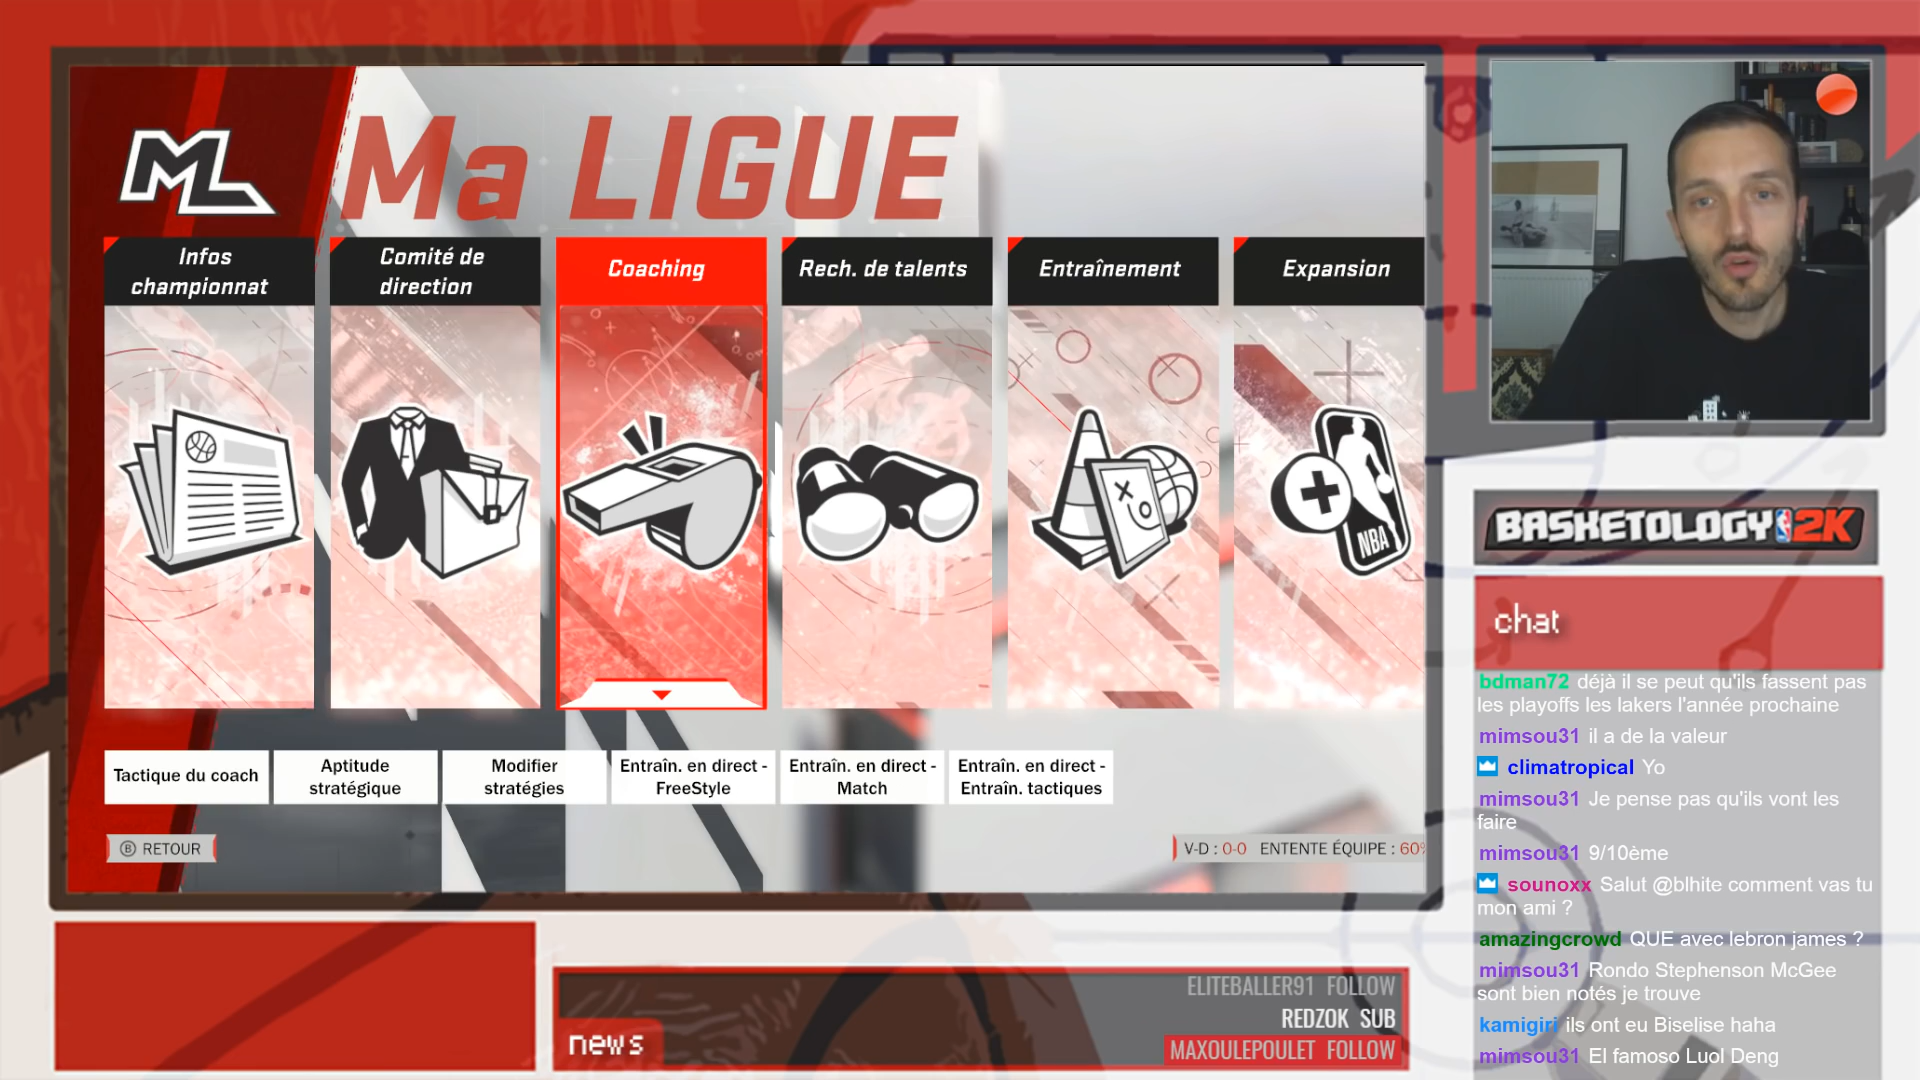 ML
Ma LIGUE
Infos
championnat
Comité de
direction
Coaching
Rech. de talents
Entraînement
Expansion
NBA
Tactique du coach
Aptitude
stratégique
Modifier
stratégies
Entraîn. en direct -
FreeStyle
Entraîn. en direct -
Match
Entraîn. en direct -
Entraîn. tactiques
B RETOUR
V-D : 0-0 ENTENTE ÉQUIPE : 60%
BASKETOLOGY 2K
chat
bdman72 déjà il se peut qu'ils fassent pas
les playoffs les lakers l'année prochaine
mimsou31 il a de la valeur
climatropical Yo
mimsou31 Je pense pas qu'ils vont les
faire
mimsou31 9/10ème
sounoxx Salut @blhite comment vas tu
mon ami ?
amazingcrowd QUE avec lebron james ?
mimsou31 Rondo Stephenson McGee
sont bien notés je trouve
kamigiri ils ont eu Biselise haha
mimsou31 El famoso Luol Deng
news
ELITEBALLER91 FOLLOW
REDZOK SUB
MAXOULEPOULET FOLLOW